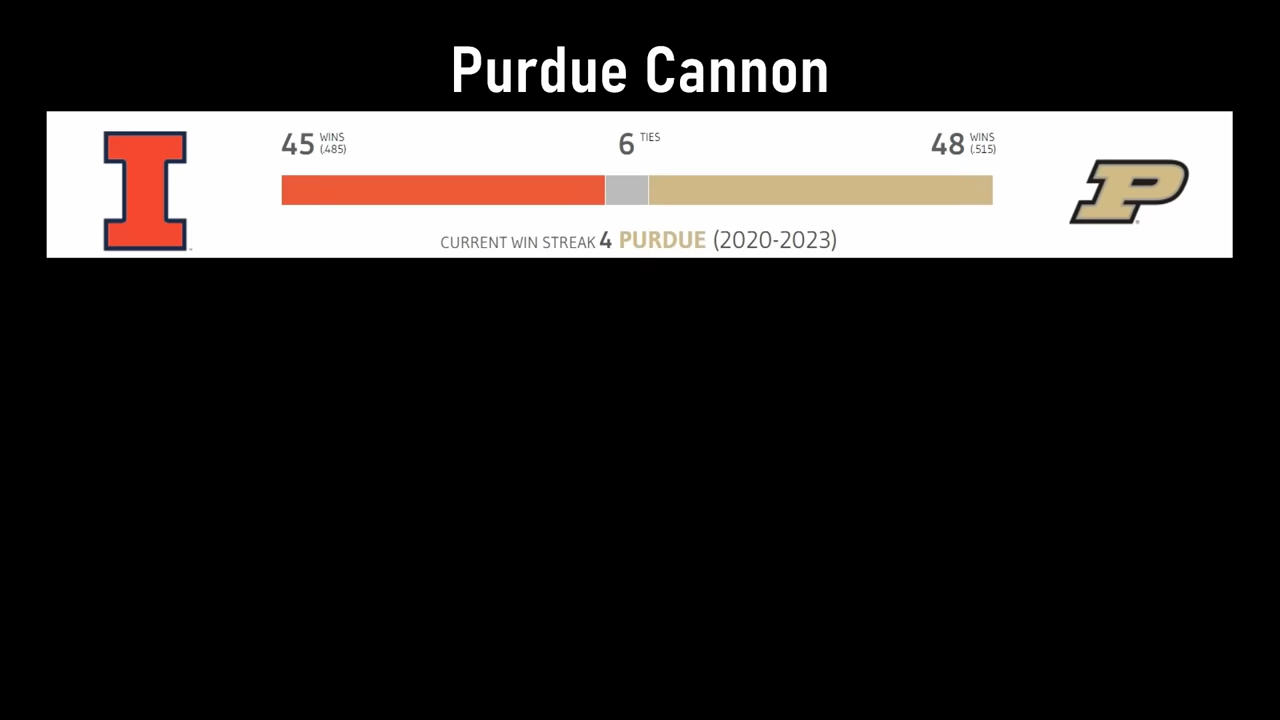 Purdue Cannon
45 WINS (.485)
6 TIES
48 WINS (.515)
CURRENT WIN STREAK 4 PURDUE (2020-2023)